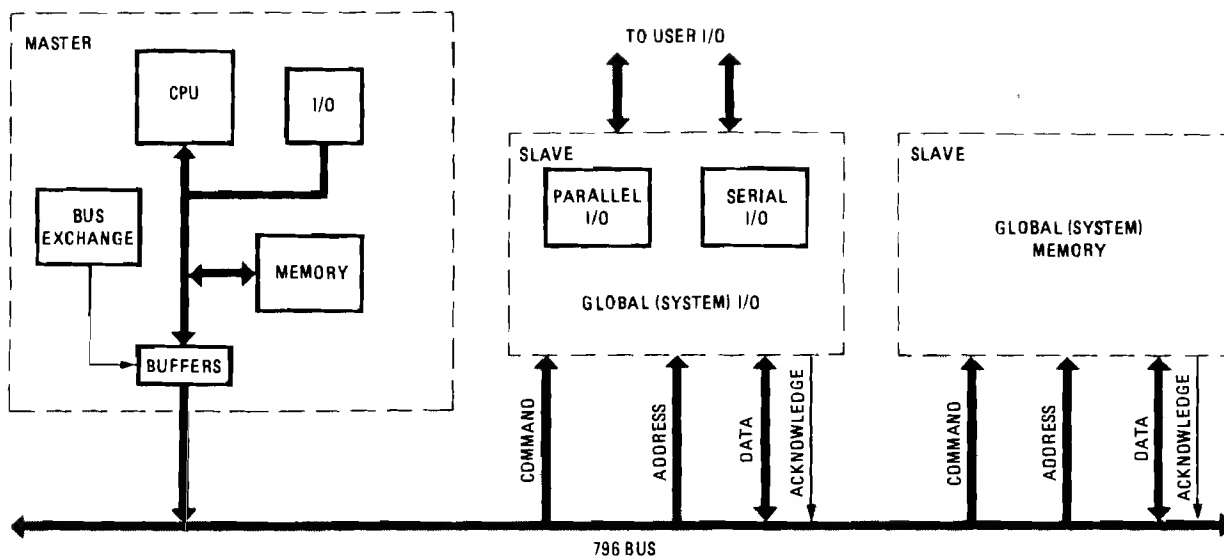 MASTER
CPU
I/O
BUS
EXCHANGE
MEMORY
BUFFERS
TO USER I/O
SLAVE
PARALLEL
I/O
SERIAL
I/O
GLOBAL (SYSTEM) I/O
COMMAND
ADDRESS
DATA
ACKNOWLEDGE
SLAVE
GLOBAL (SYSTEM)
MEMORY
COMMAND
ADDRESS
DATA
ACKNOWLEDGE
796 BUS